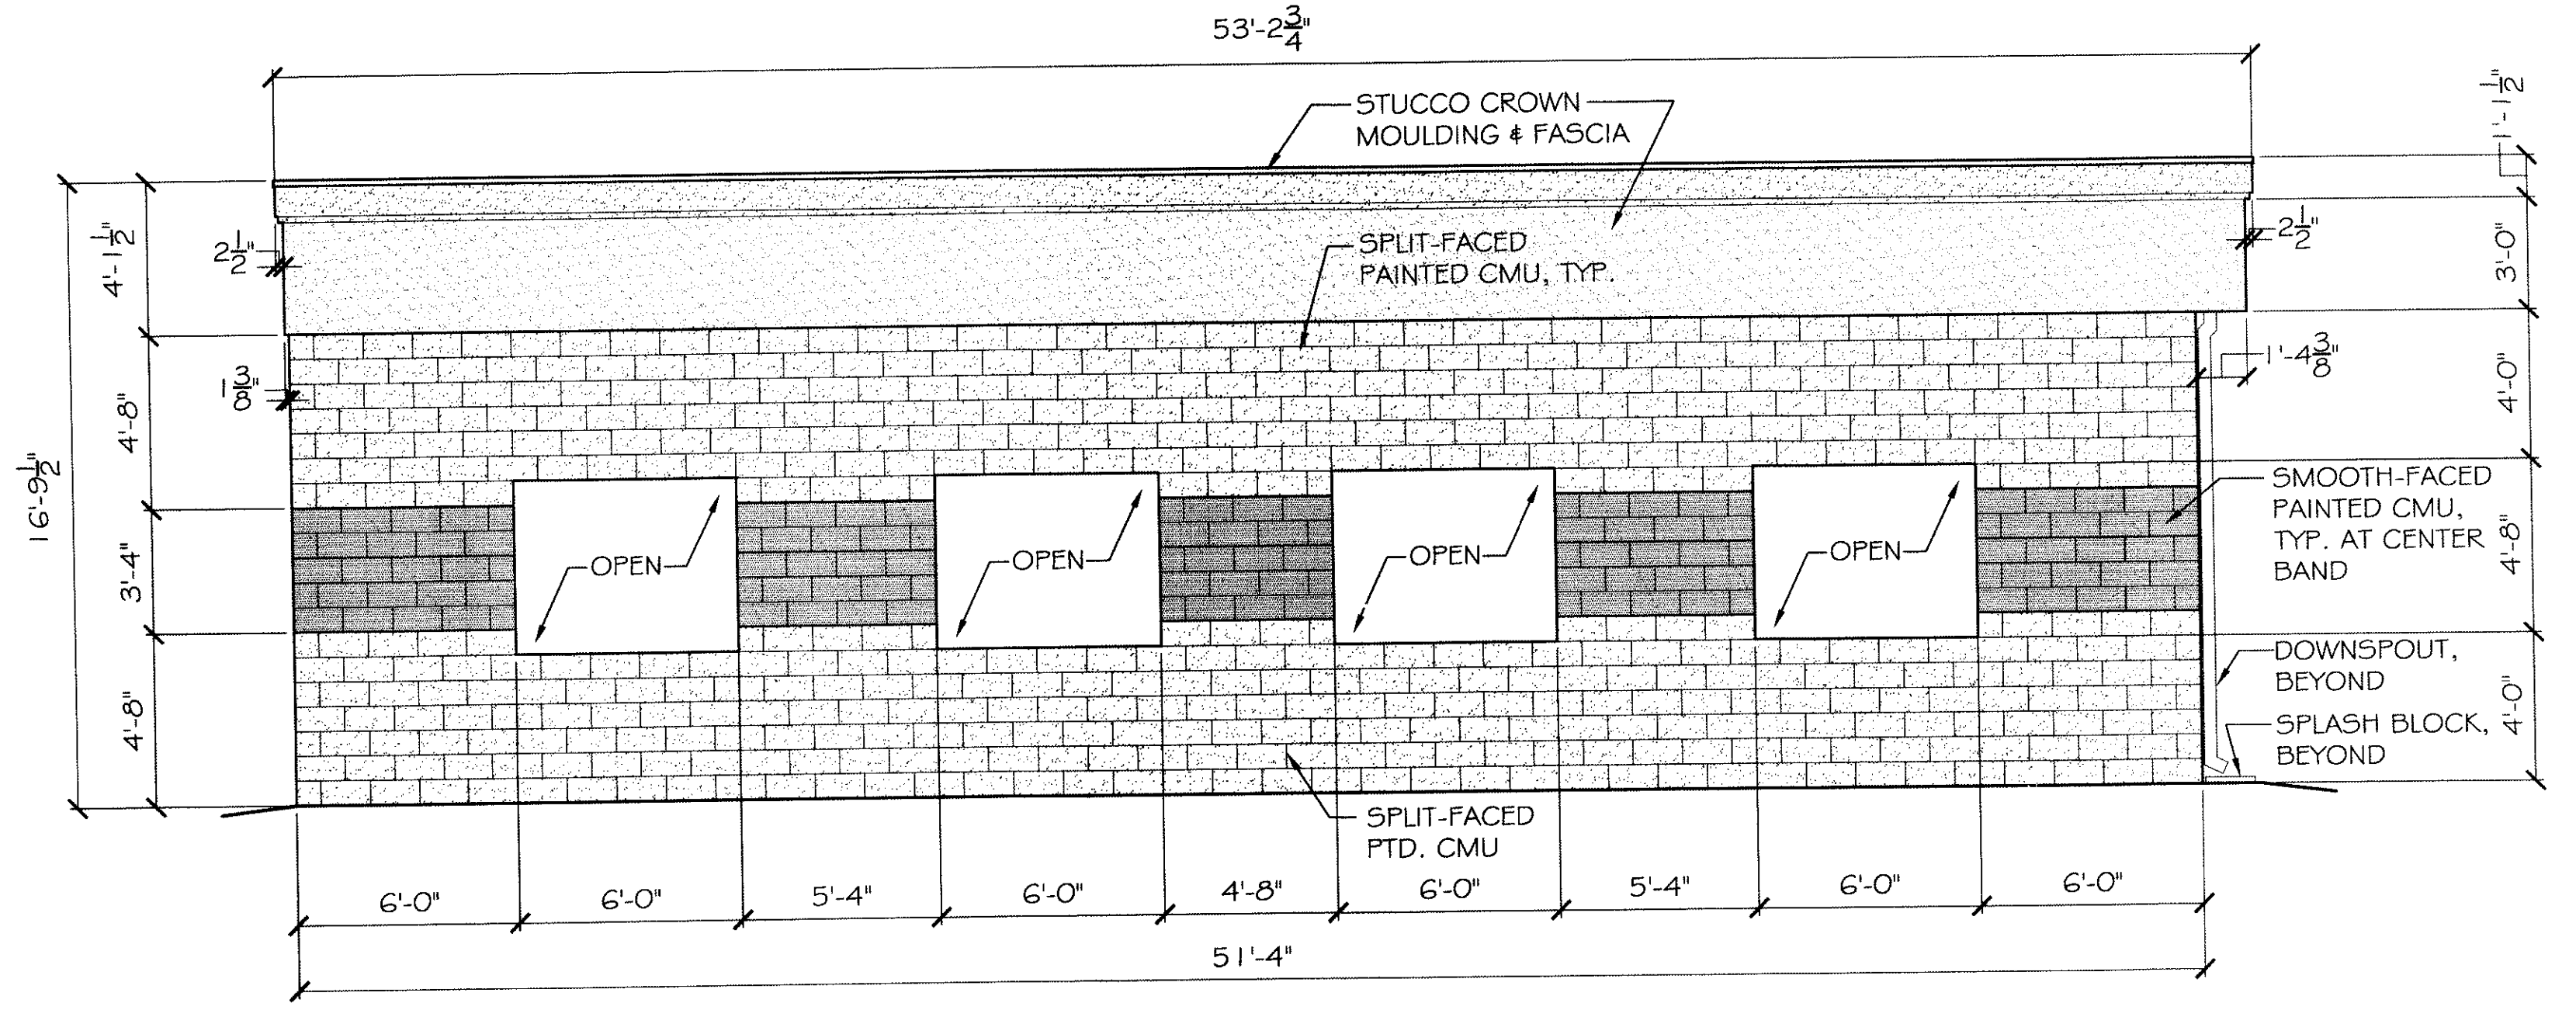 53'-2 3/4"
1'-1 1/2"
STUCCO CROWN
MOULDING & FASCIA
4'-1 1/2"
2 1/2"
SPLIT-FACED
PAINTED CMU, TYP.
2 1/2"
3'-0"
1 3/8"
1'-4 3/8"
4'-8"
4'-0"
16'-9 1/2"
SMOOTH-FACED
PAINTED CMU,
TYP. AT CENTER
BAND
OPEN
OPEN
OPEN
OPEN
3'-4"
4'-8"
DOWNSPOUT,
BEYOND
4'-8"
4'-0"
SPLASH BLOCK,
BEYOND
SPLIT-FACED
PTD. CMU
6'-0"
6'-0"
5'-4"
6'-0"
4'-8"
6'-0"
5'-4"
6'-0"
6'-0"
51'-4"